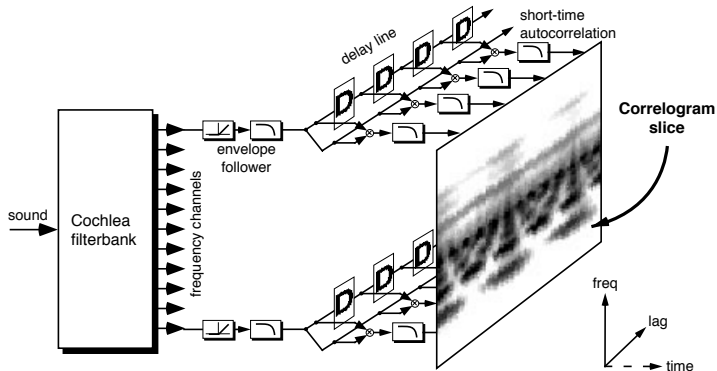 short-time
autocorrelation
delay line
D
D
D
D
Correlogram
slice
envelope
follower
frequency channels
sound
Cochlea
filterbank
D
D
D
freq
lag
time